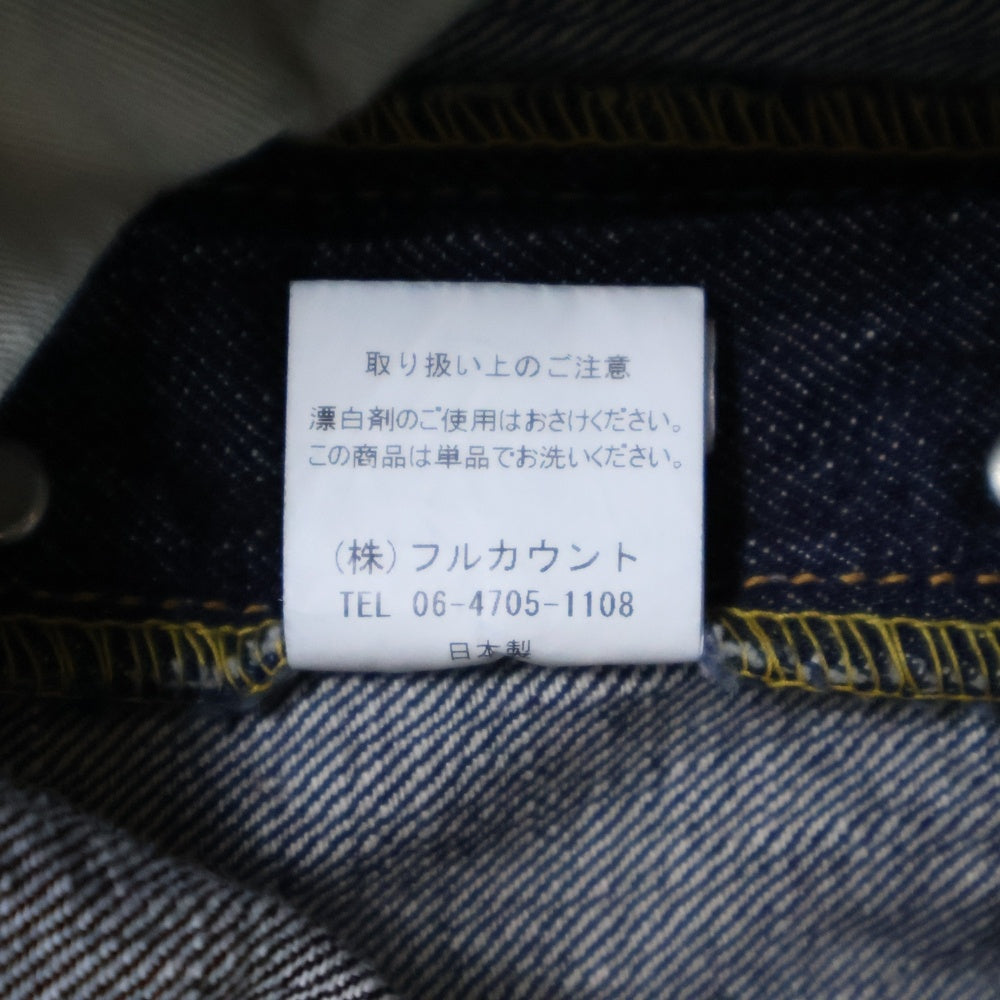 取り扱い上のご注意
漂白剤のご使用はおさけください。
この商品は単品でお洗いください。
(株)フルカウント
TEL 06-4705-1108
日本製